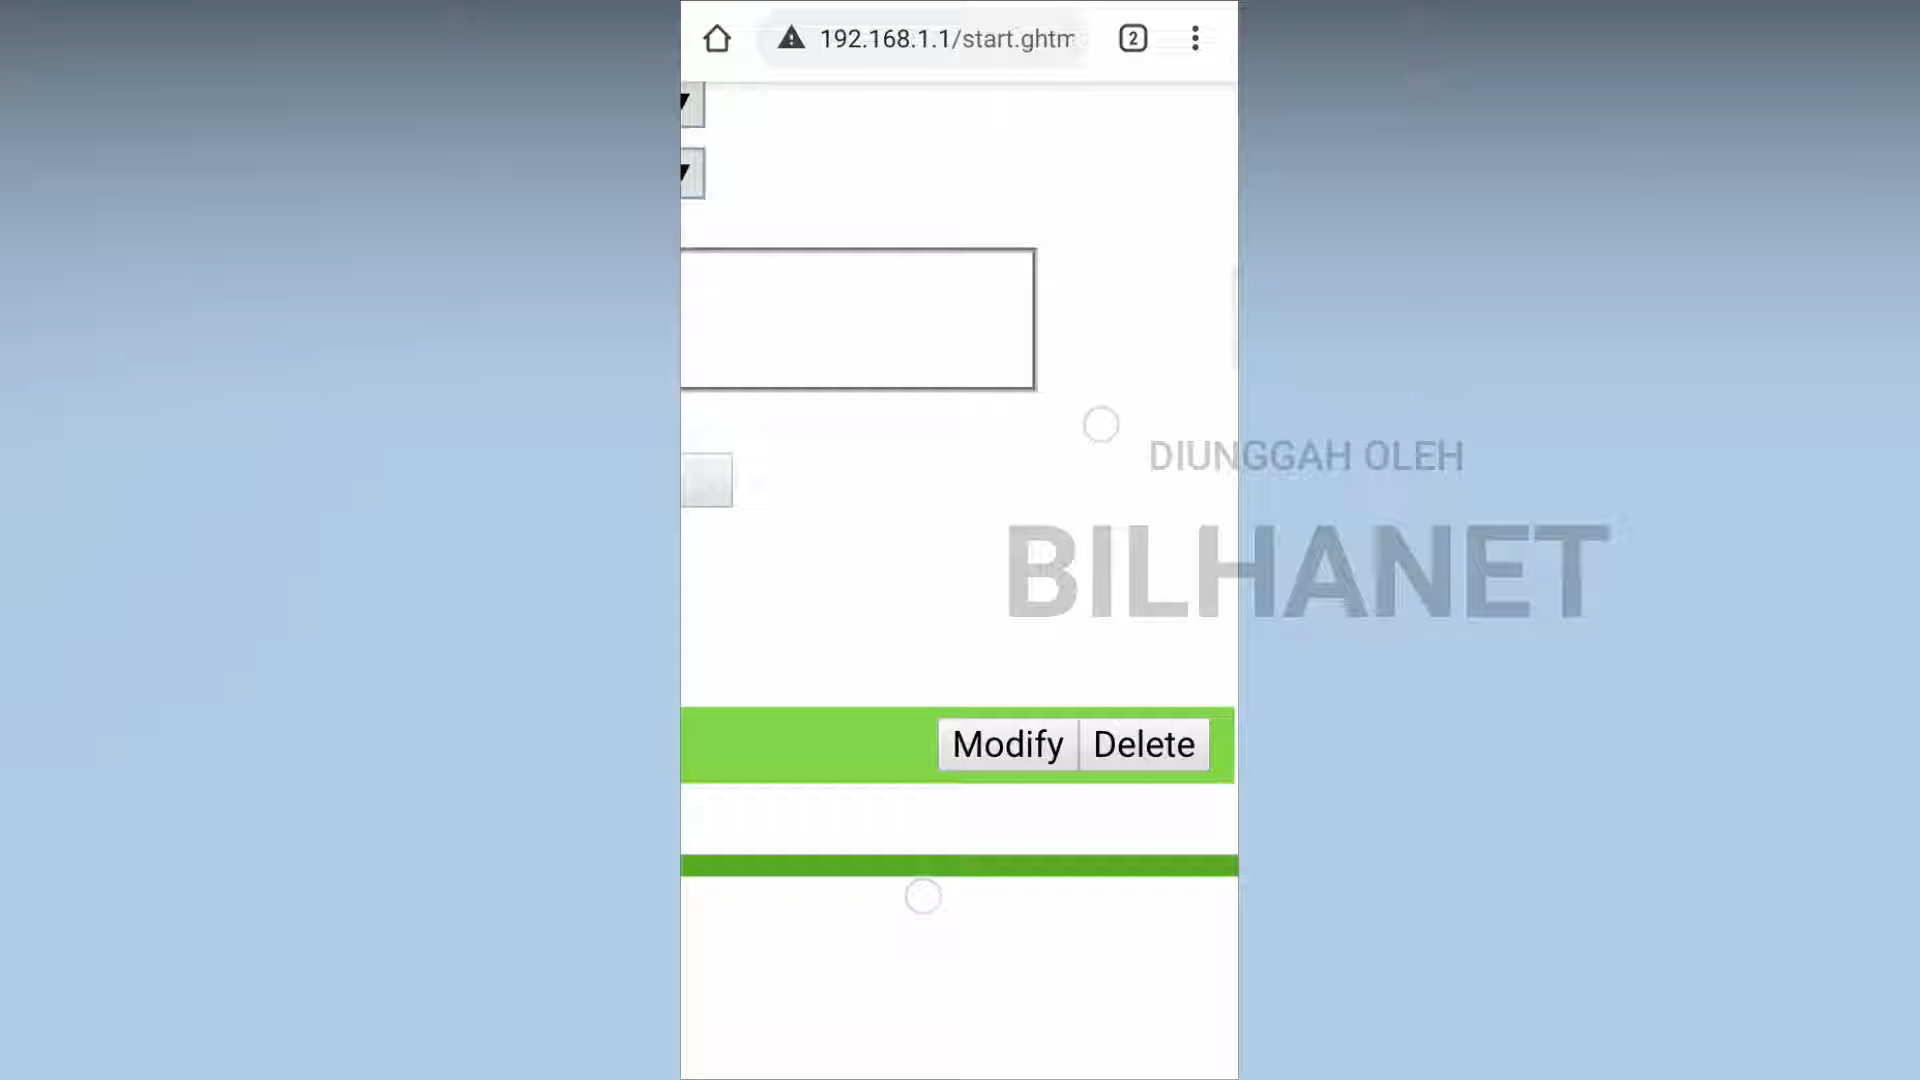 192.168.1.1/start.ghtm
2
DIUNGGAH OLEH
BILHANET
Modify
Delete